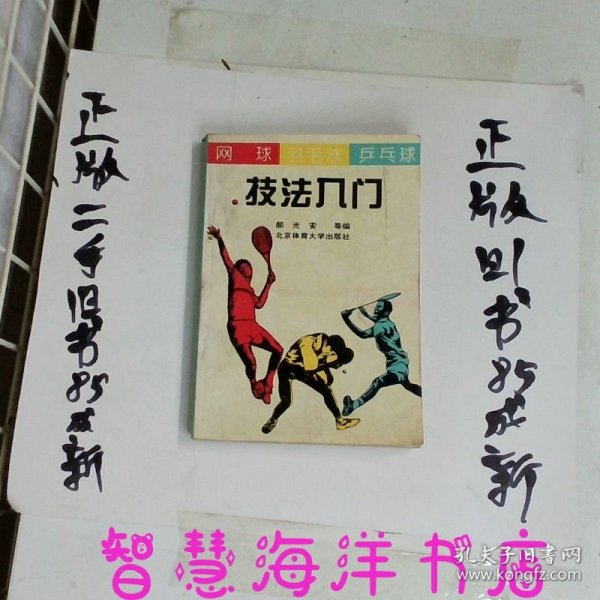 正版二手旧书85成新
网球 羽毛球 乒乓球
技法入门
郝光安 等编
北京体育大学出版社
正版旧书85成新
智慧海洋书店
孔夫子旧书网
www.kongfz.com